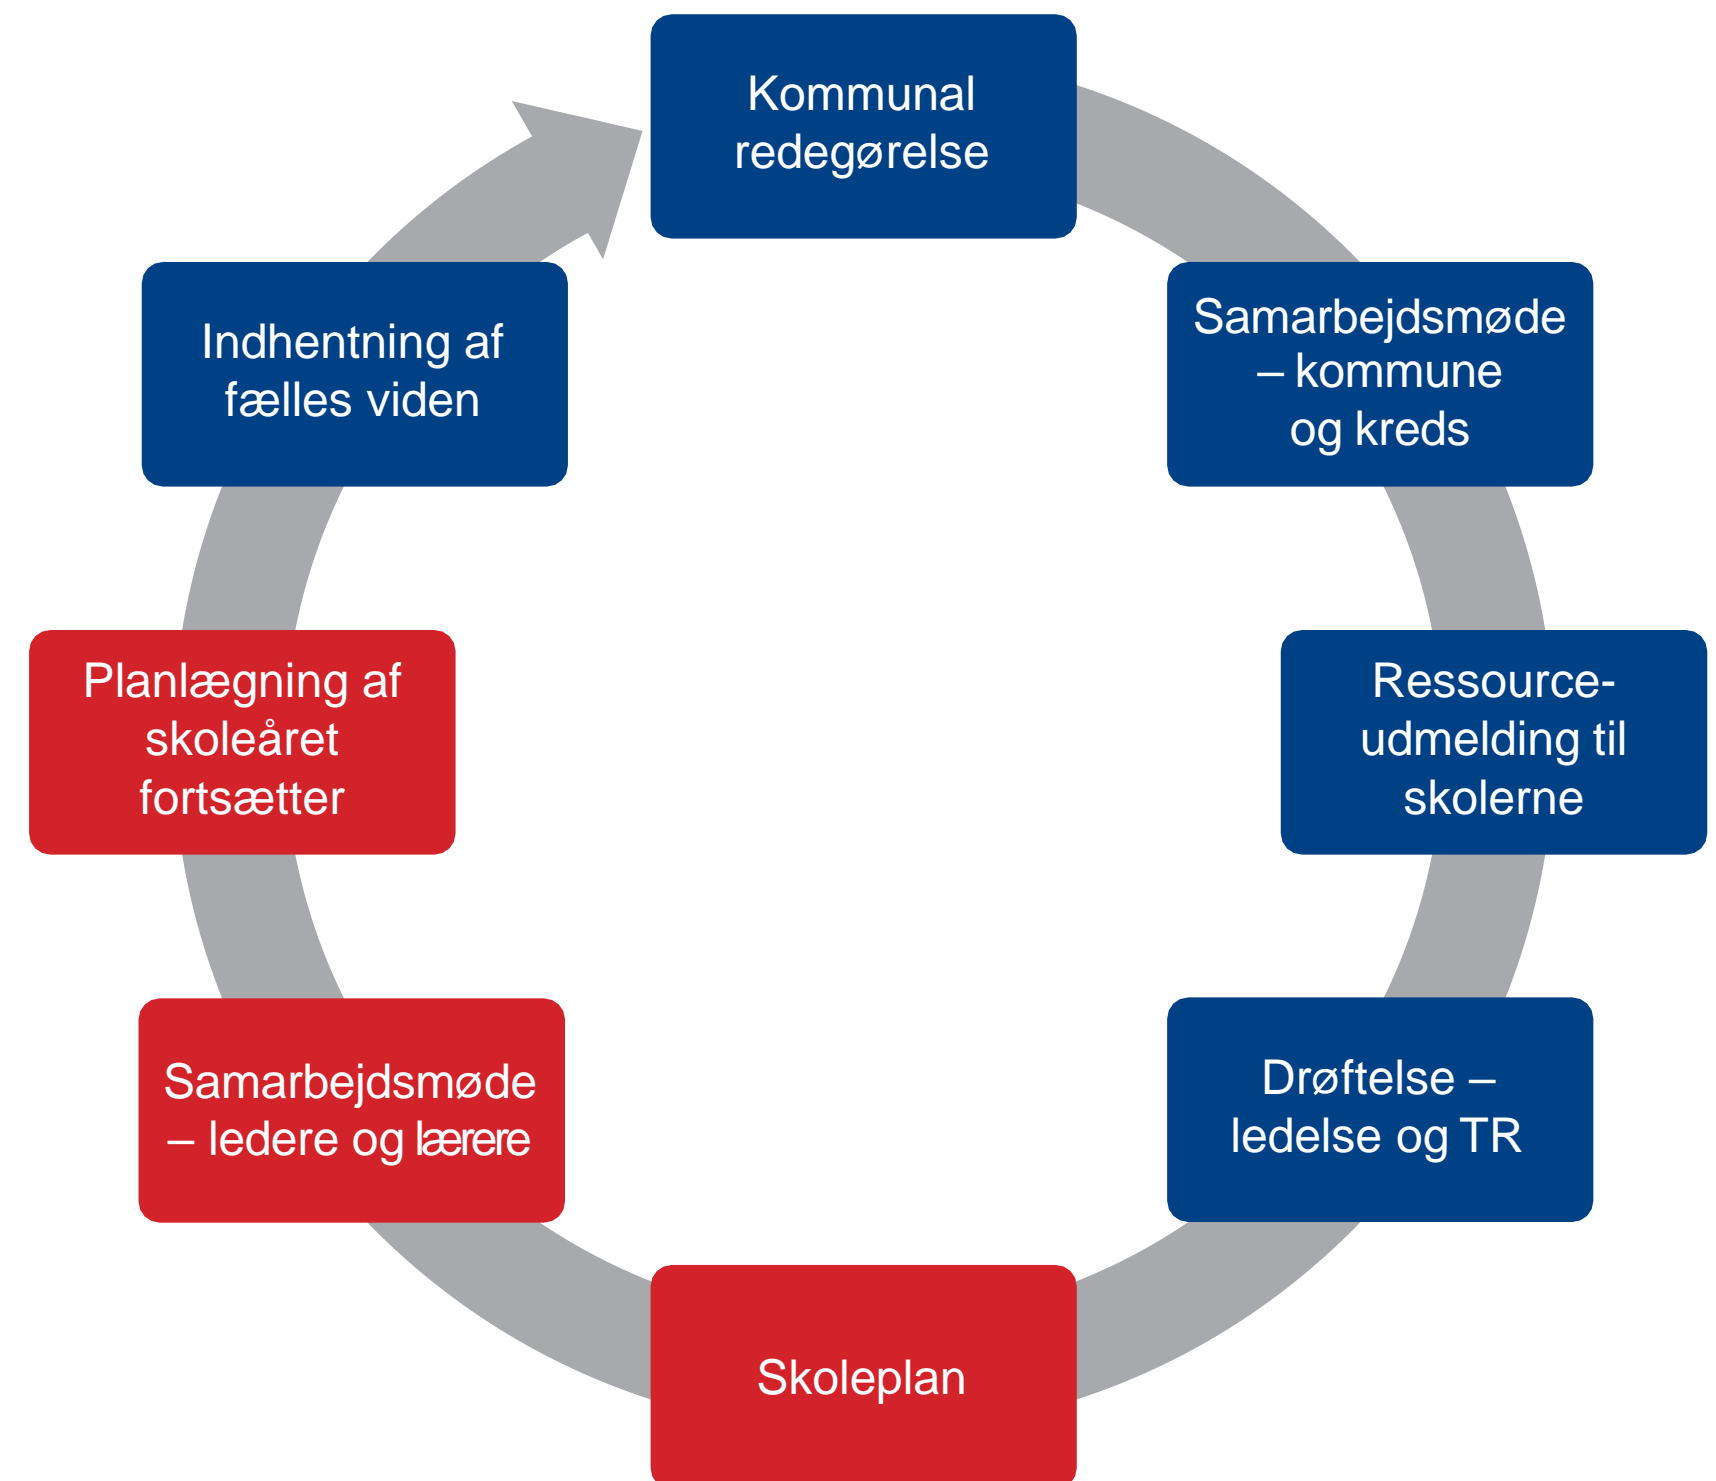 Kommunal
redegørelse
Samarbejdsmøde
– kommune
og kreds
Ressource-
udmelding til
skolerne
Drøftelse –
ledelse og TR
Skoleplan
Samarbejdsmøde
– ledere og lærere
Planlægning af
skoleåret
fortsætter
Indhentning af
fælles viden